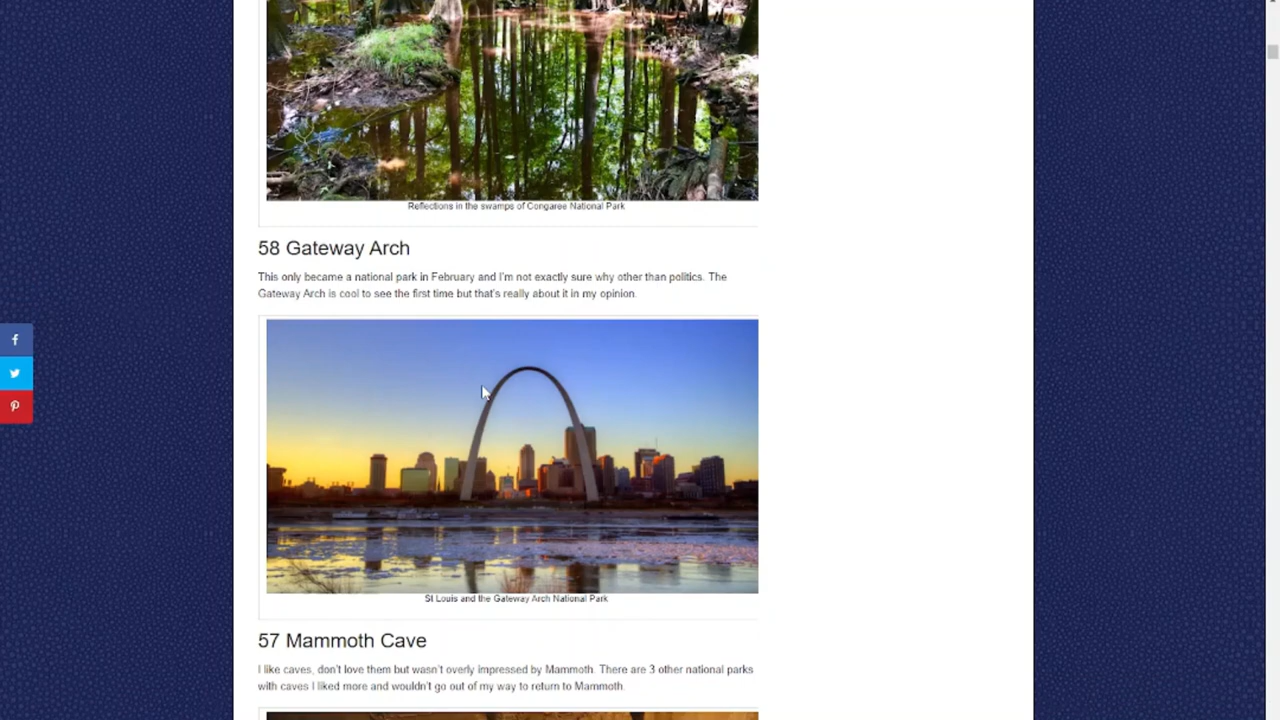 Reflections in the swamps of Congaree National Park
58 Gateway Arch
This only became a national park in February and I'm not exactly sure why other than politics. The
Gateway Arch is cool to see the first time but that's really about it in my opinion.
St Louis and the Gateway Arch National Park
57 Mammoth Cave
I like caves, don't love them but wasn't overly impressed by Mammoth. There are 3 other national parks
with caves I liked more and wouldn't go out of my way to return to Mammoth.